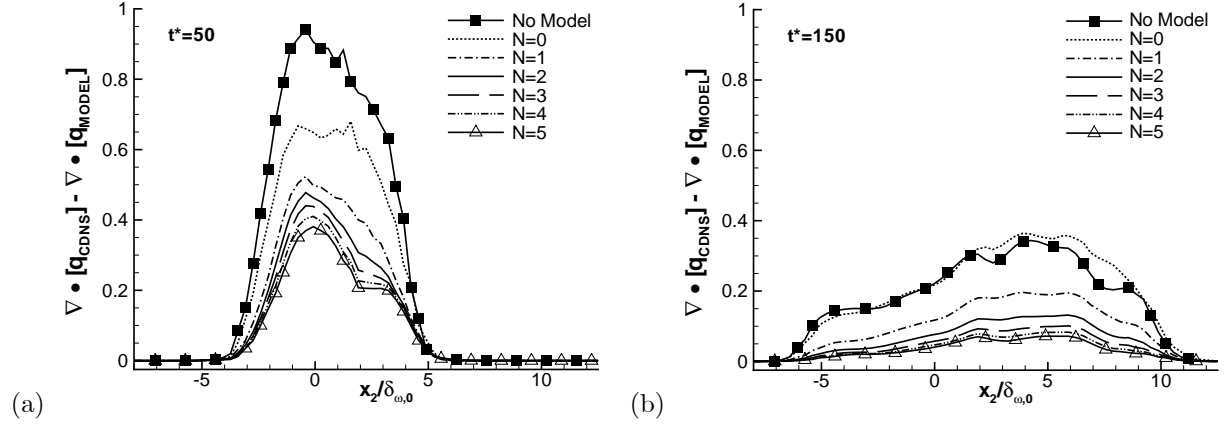 t*=50
No Model
N=0
N=1
N=2
N=3
N=4
N=5
∇ • [q_CDNS] - ∇ • [q_MODEL]
1
0.8
0.6
0.4
0.2
0
-5
0
5
10
x_2/δ_ω,0
(a)
t*=150
No Model
N=0
N=1
N=2
N=3
N=4
N=5
∇ • [q_CDNS] - ∇ • [q_MODEL]
1
0.8
0.6
0.4
0.2
0
-5
0
5
10
x_2/δ_ω,0
(b)